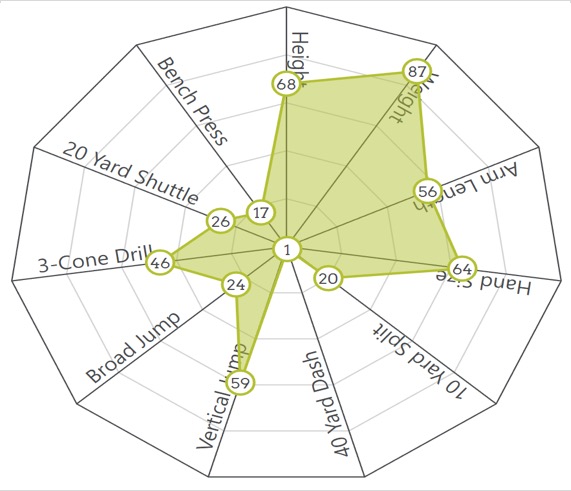 Height
68
Weight
87
Arm Length
56
Hand Size
64
10 Yard Split
20
40 Yard Dash
1
Vertical Jump
59
Broad Jump
24
3-Cone Drill
46
20 Yard Shuttle
26
Bench Press
17